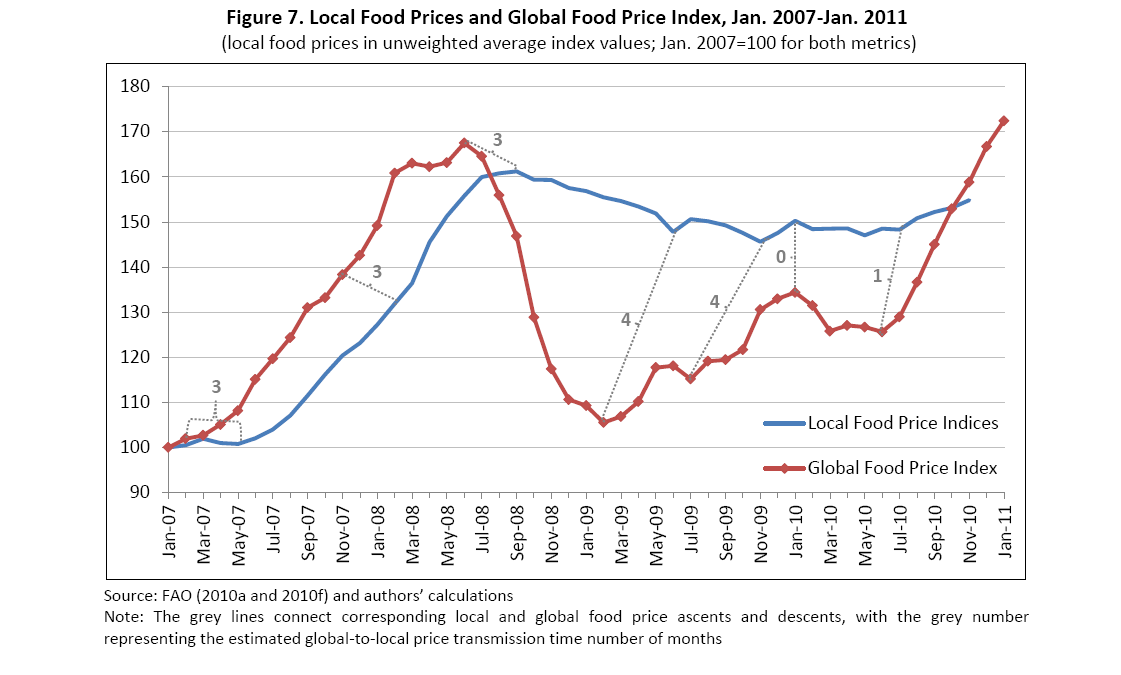 Figure 7. Local Food Prices and Global Food Price Index, Jan. 2007-Jan. 2011
(local food prices in unweighted average index values; Jan. 2007=100 for both metrics)
180
170
160
150
140
130
120
110
100
90
3
3
3
4
4
0
1
Local Food Price Indices
Global Food Price Index
Jan-07
Mar-07
May-07
Jul-07
Sep-07
Nov-07
Jan-08
Mar-08
May-08
Jul-08
Sep-08
Nov-08
Jan-09
Mar-09
May-09
Jul-09
Sep-09
Nov-09
Jan-10
Mar-10
May-10
Jul-10
Sep-10
Nov-10
Jan-11
Source: FAO (2010a and 2010f) and authors’ calculations
Note: The grey lines connect corresponding local and global food price ascents and descents, with the grey number
representing the estimated global-to-local price transmission time number of months